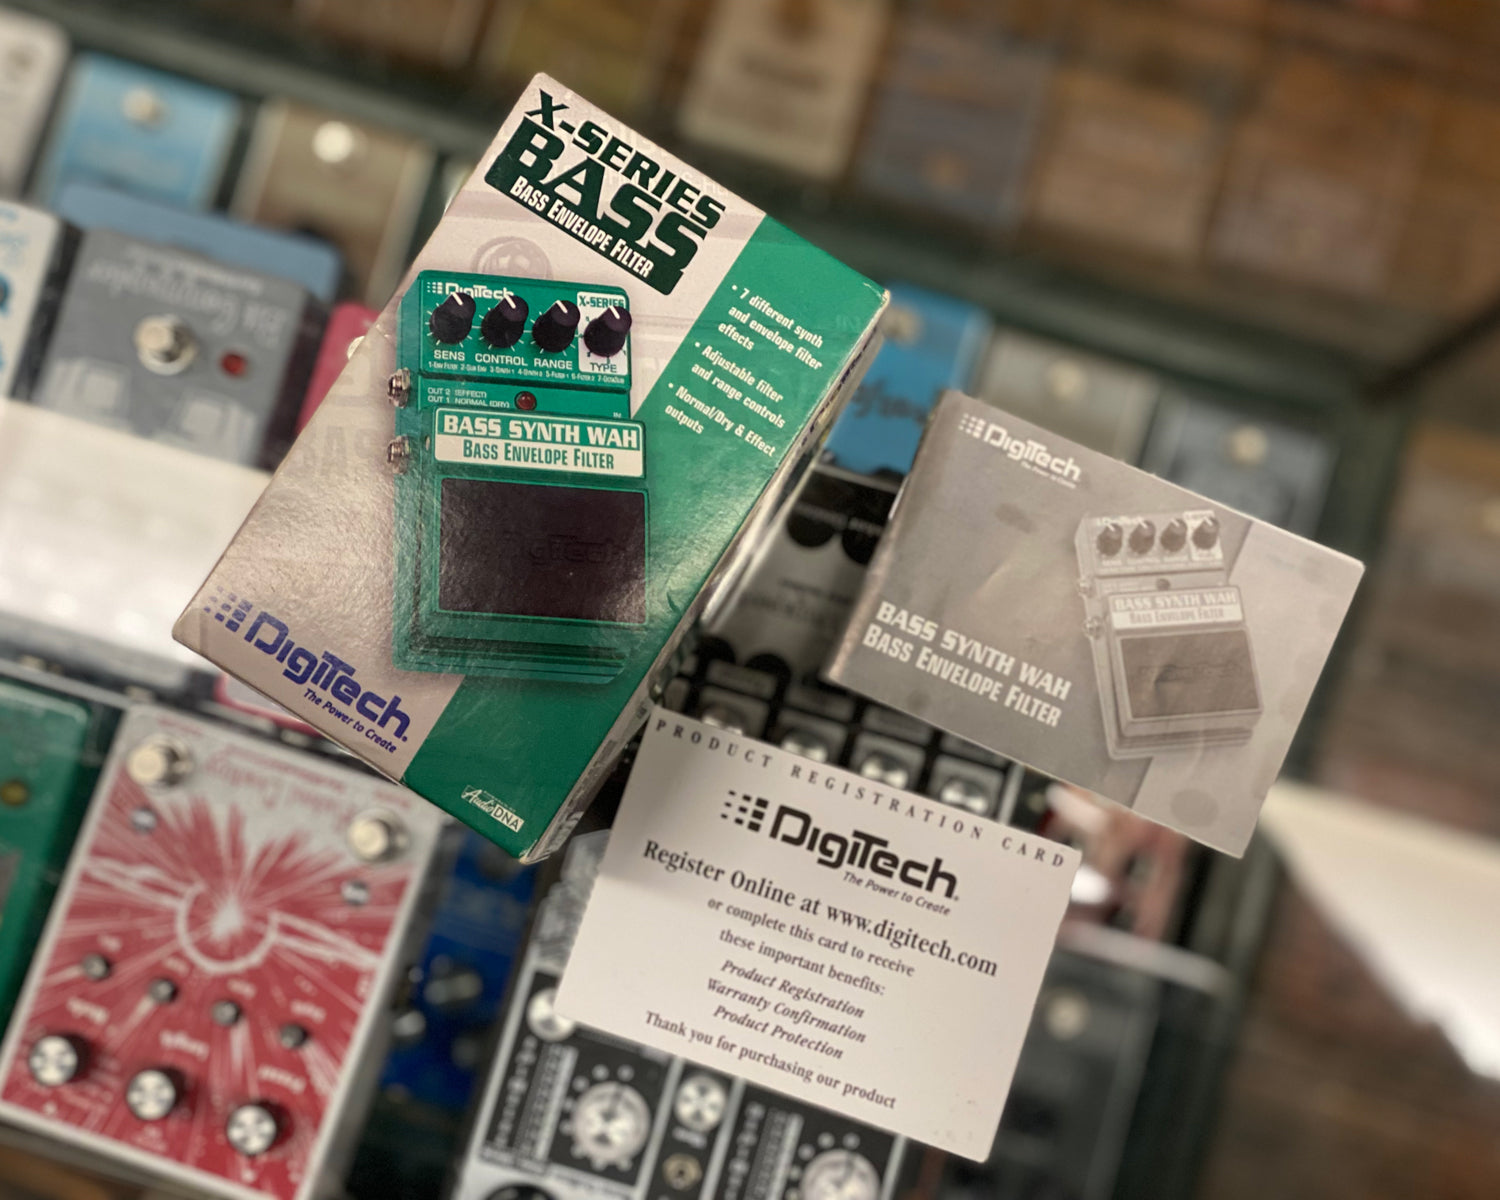 X-SERIES
BASS
BASS ENVELOPE FILTER
• 7 different synth
and envelope filter
effects
• Adjustable filter
and range controls
• Normal/Dry & Effect
outputs
DigiTech
X-SERIES
SENS CONTROL RANGE TYPE
OUT 2 (EFFECT)
OUT 1 NORMAL (DRY)
IN
BASS SYNTH WAH
BASS ENVELOPE FILTER
DigiTech®
The Power to Create
AudioDNA
DigiTech
The Power to Create
BASS SYNTH WAH
BASS ENVELOPE FILTER
BASS SYNTH WAH
BASS ENVELOPE FILTER
PRODUCT REGISTRATION CARD
DigiTech®
The Power to Create
Register Online at www.digitech.com
or complete this card to receive
these important benefits:
Product Registration
Warranty Confirmation
Product Protection
Thank you for purchasing our product